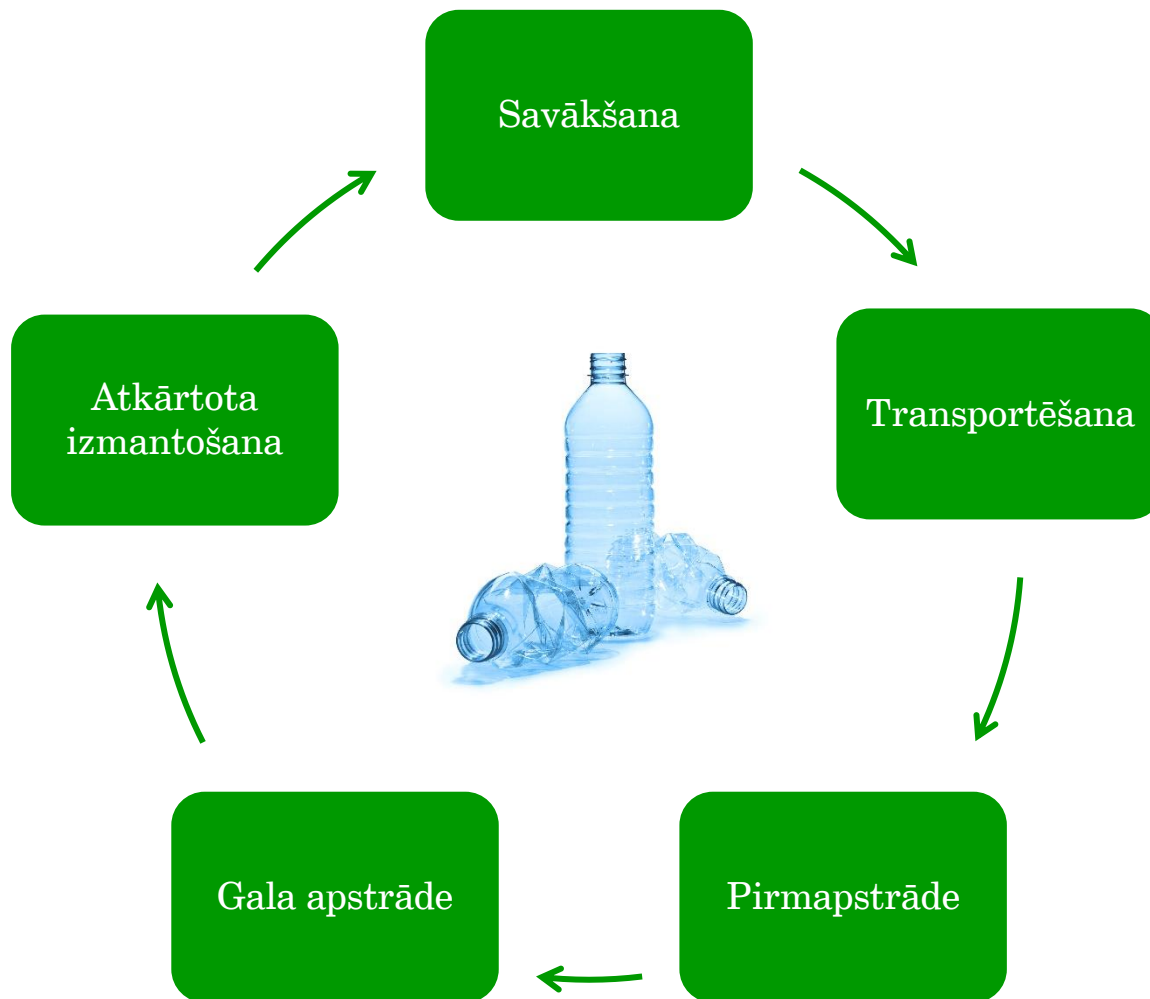 Savākšana
Transportēšana
Pirmapstrāde
Gala apstrāde
Atkārtota
izmantošana